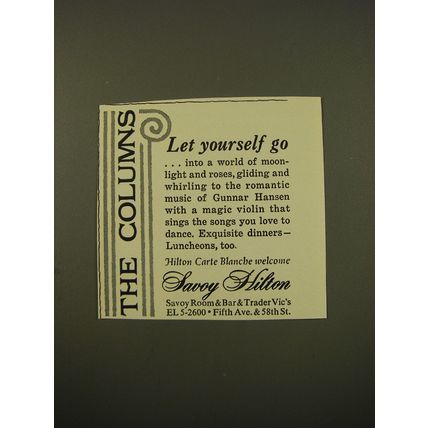 THE COLUMNS
Let yourself go
. . . into a world of moon-
light and roses, gliding and
whirling to the romantic
music of Gunnar Hansen
with a magic violin that
sings the songs you love to
dance. Exquisite dinners—
Luncheons, too.
Hilton Carte Blanche welcome
Savoy Hilton
Savoy Room & Bar & Trader Vic's
EL 5-2600 • Fifth Ave. & 58th St.